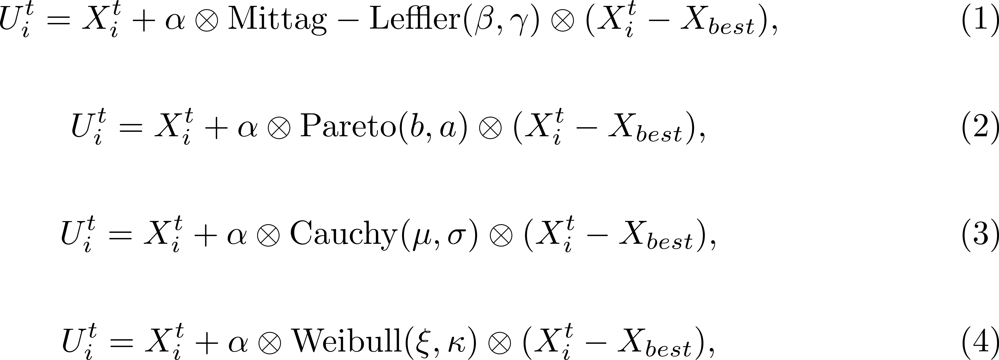 U_i^t = X_i^t + α ⊗ Mittag − Leffler(β, γ) ⊗ (X_i^t − X_{best}), (1)
U_i^t = X_i^t + α ⊗ Pareto(b, a) ⊗ (X_i^t − X_{best}), (2)
U_i^t = X_i^t + α ⊗ Cauchy(μ, σ) ⊗ (X_i^t − X_{best}), (3)
U_i^t = X_i^t + α ⊗ Weibull(ξ, κ) ⊗ (X_i^t − X_{best}), (4)